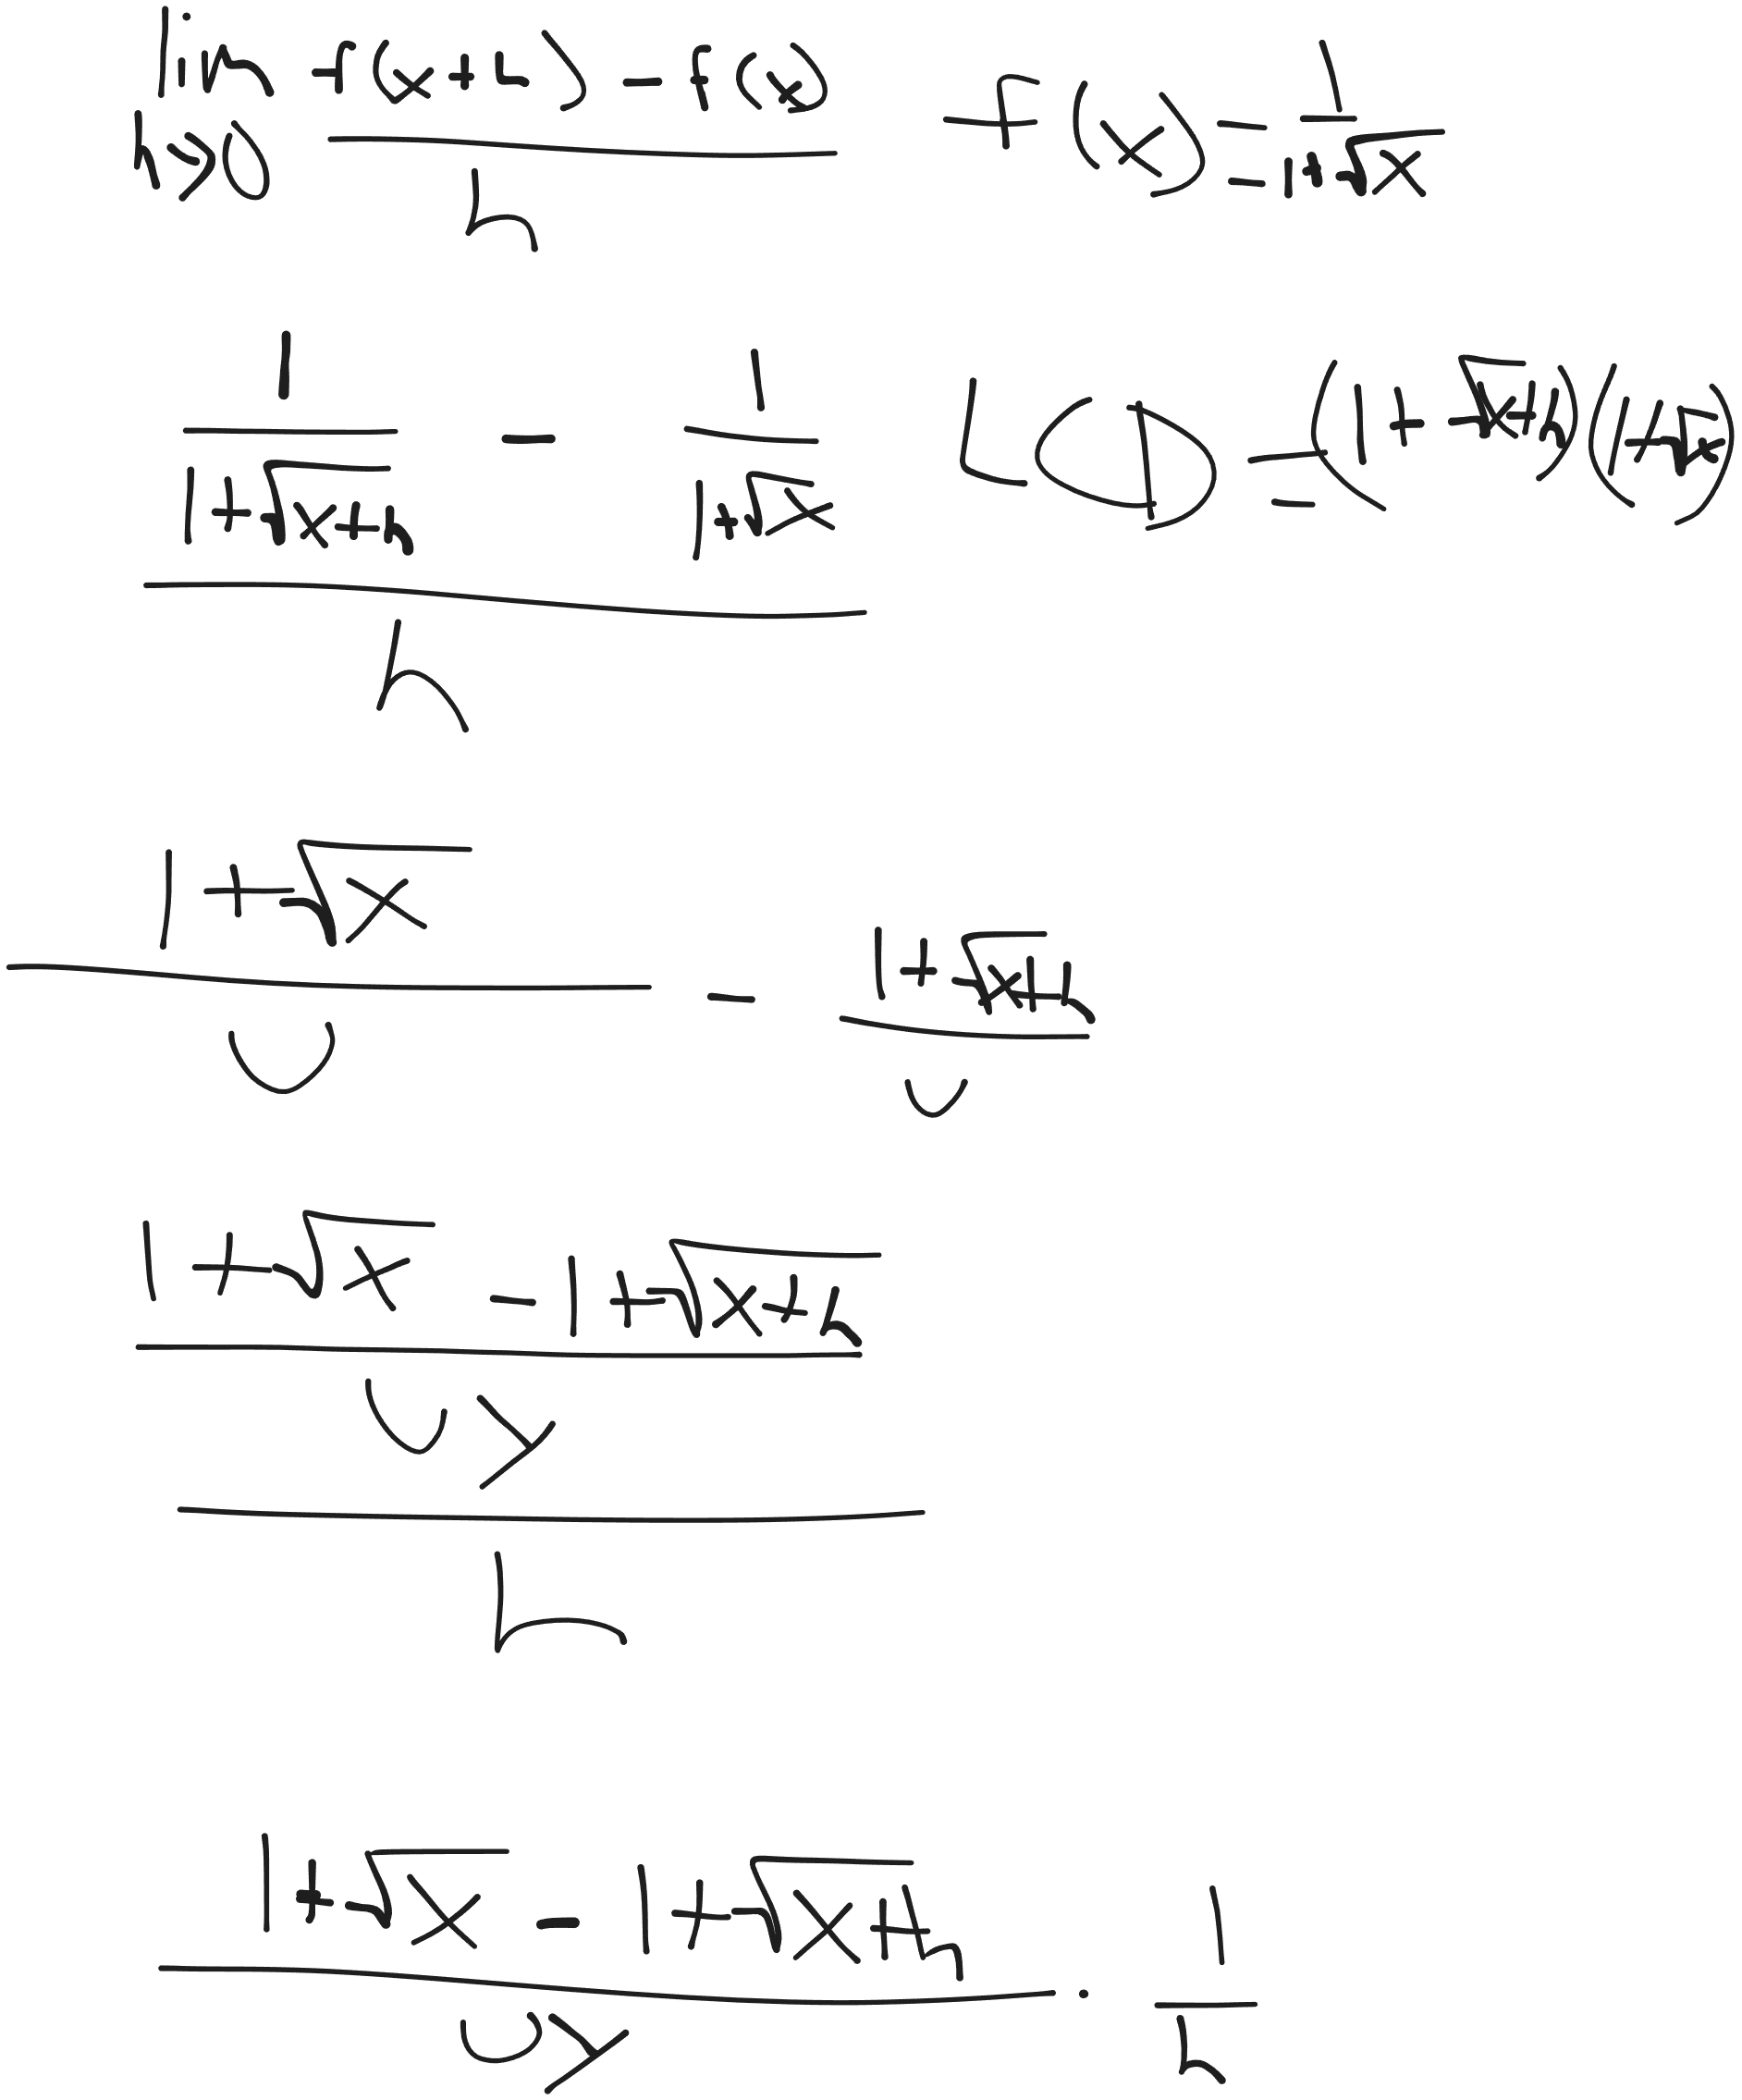 lim f(x+h) - f(x) f(x) = 1
h→0 h 1+√x
1 - 1 LCD = (1+√x+h)(1+√x)
1+√x+h 1+√x
h
1+√x - 1+√x+h
U U
1+√x - 1+√x+h
Uy
h
1+√x - 1+√x+h · 1
Uy h